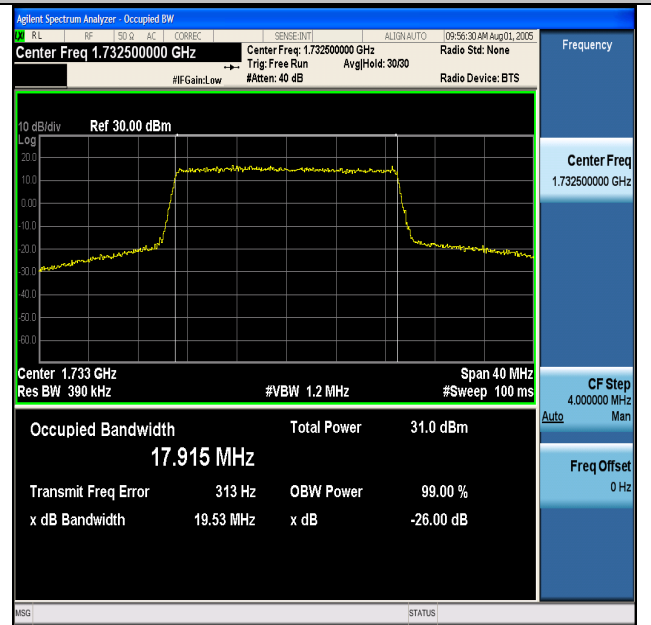 Agilent Spectrum Analyzer - Occupied BW
RL RF 50 Ω AC CORREC SENSE:INT ALIGN AUTO 09:56:30 AM Aug 01, 2005
Center Freq 1.732500000 GHz
Center Freq: 1.732500000 GHz
Radio Std: None
Trig: Free Run Avg|Hold: 30/30
#IFGain:Low #Atten: 40 dB Radio Device: BTS
10 dB/div Ref 30.00 dBm
Log
20.0
10.0
0.00
-10.0
-20.0
-30.0
-40.0
-50.0
-60.0
Center 1.733 GHz Span 40 MHz
Res BW 390 kHz #VBW 1.2 MHz #Sweep 100 ms
Occupied Bandwidth Total Power 31.0 dBm
17.915 MHz
Transmit Freq Error 313 Hz OBW Power 99.00 %
x dB Bandwidth 19.53 MHz x dB -26.00 dB
MSG STATUS
Frequency
Center Freq
1.732500000 GHz
CF Step
4.000000 MHz
Auto Man
Freq Offset
0 Hz